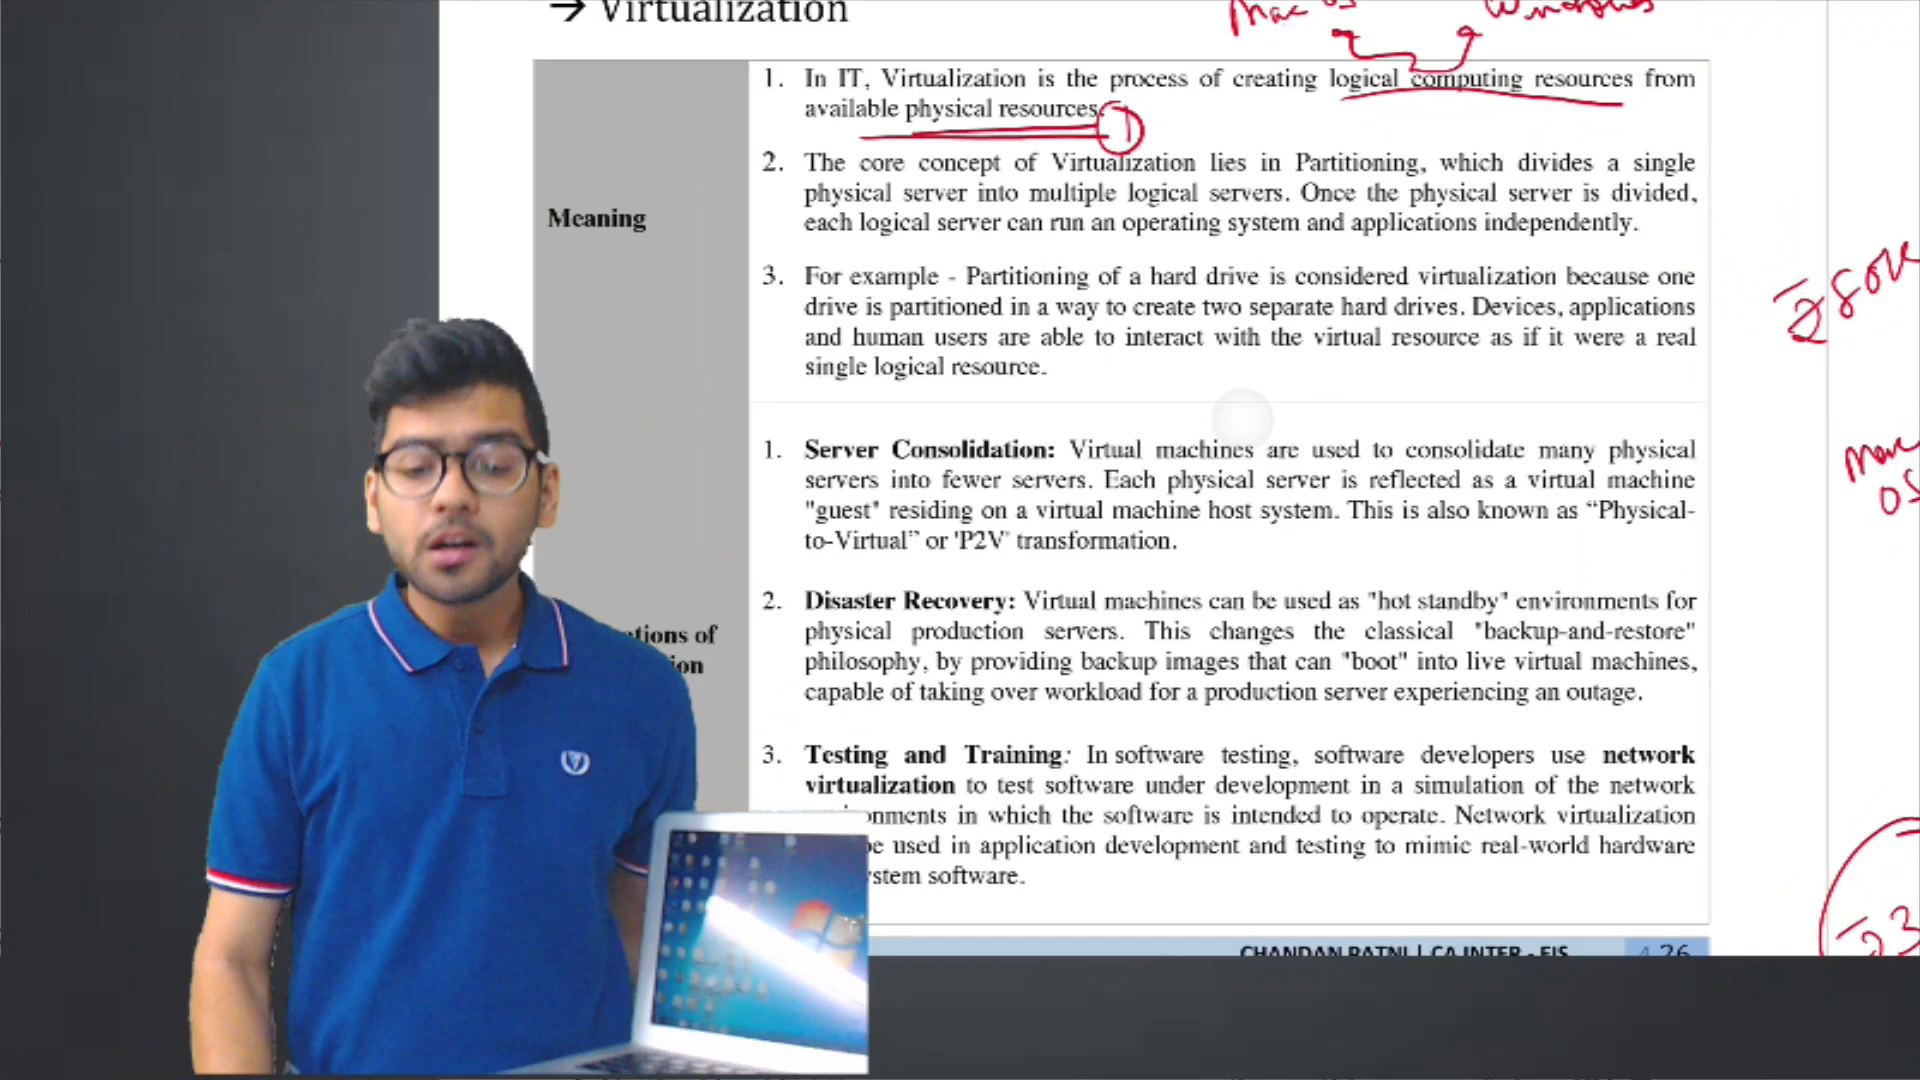 → Virtualization
Mac OS Windows
1. In IT, Virtualization is the process of creating logical computing resources from
available physical resources.
1
2. The core concept of Virtualization lies in Partitioning, which divides a single
physical server into multiple logical servers. Once the physical server is divided,
each logical server can run an operating system and applications independently.
Meaning
3. For example - Partitioning of a hard drive is considered virtualization because one
drive is partitioned in a way to create two separate hard drives. Devices, applications
and human users are able to interact with the virtual resource as if it were a real
single logical resource.
80K
1. Server Consolidation: Virtual machines are used to consolidate many physical
servers into fewer servers. Each physical server is reflected as a virtual machine
"guest" residing on a virtual machine host system. This is also known as “Physical-
to-Virtual” or 'P2V' transformation.
Mac
OS
2. Disaster Recovery: Virtual machines can be used as "hot standby" environments for
physical production servers. This changes the classical "backup-and-restore"
philosophy, by providing backup images that can "boot" into live virtual machines,
capable of taking over workload for a production server experiencing an outage.
tions of
ion
3. Testing and Training: In software testing, software developers use network
virtualization to test software under development in a simulation of the network
onments in which the software is intended to operate. Network virtualization
be used in application development and testing to mimic real-world hardware
stem software.
CHANDAN PATNI | CA INTER - EIS 4.26